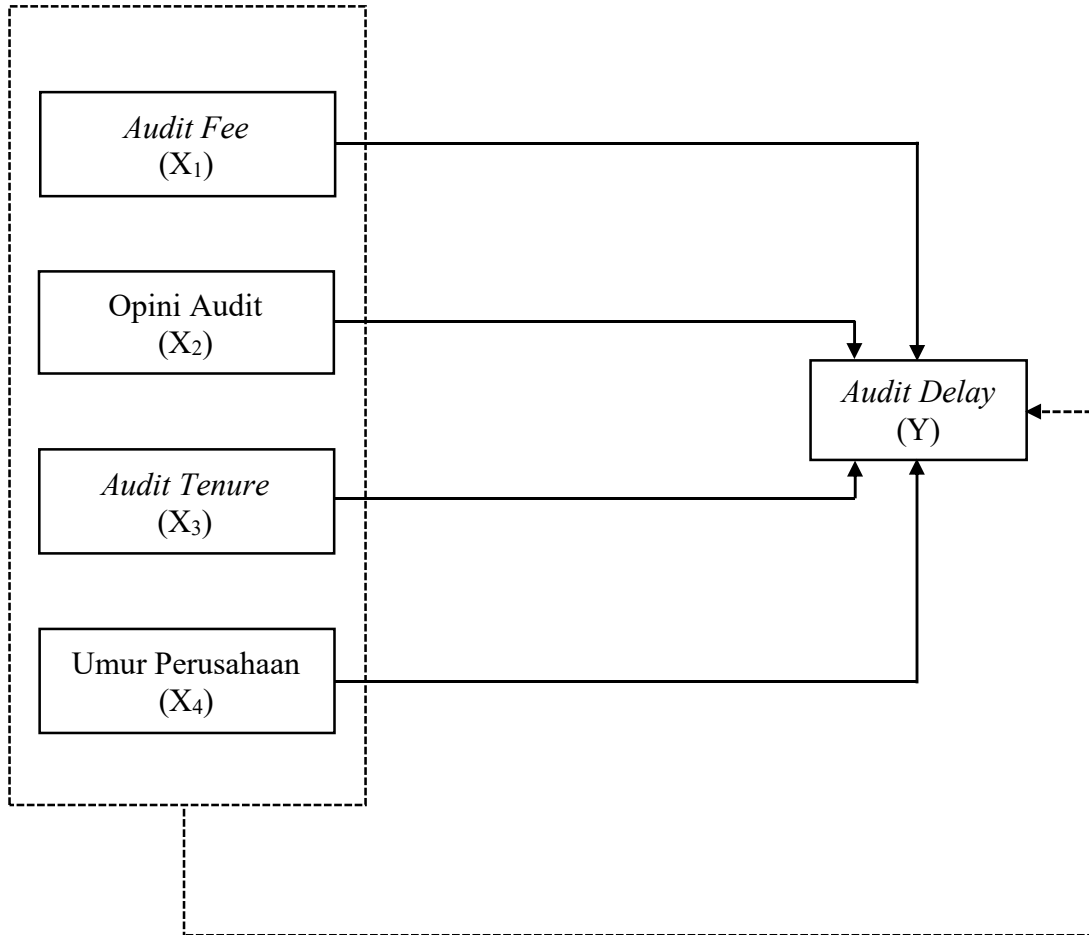 Audit Fee
(X₁)
Opini Audit
(X₂)
Audit Tenure
(X₃)
Umur Perusahaan
(X₄)
Audit Delay
(Y)